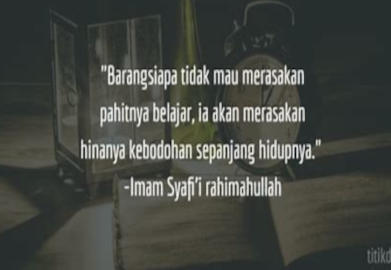 "Barangsiapa tidak mau merasakan
pahitnya belajar, ia akan merasakan
hinanya kebodohan sepanjang hidupnya."
-Imam Syafi'i rahimahullah